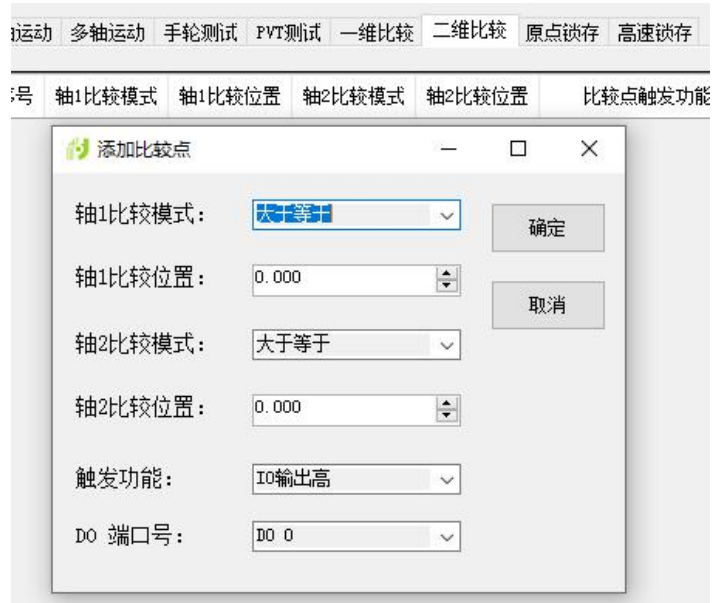 运动 多轴运动 手轮测试 PVT测试 一维比较 二维比较 原点锁存 高速锁存
号 轴1比较模式 轴1比较位置 轴2比较模式 轴2比较位置 比较点触发功能
添加比较点
轴1比较模式： 大于等于 确定
轴1比较位置： 0.000
取消
轴2比较模式： 大于等于
轴2比较位置： 0.000
触发功能： IO输出高
DO 端口号： DO 0